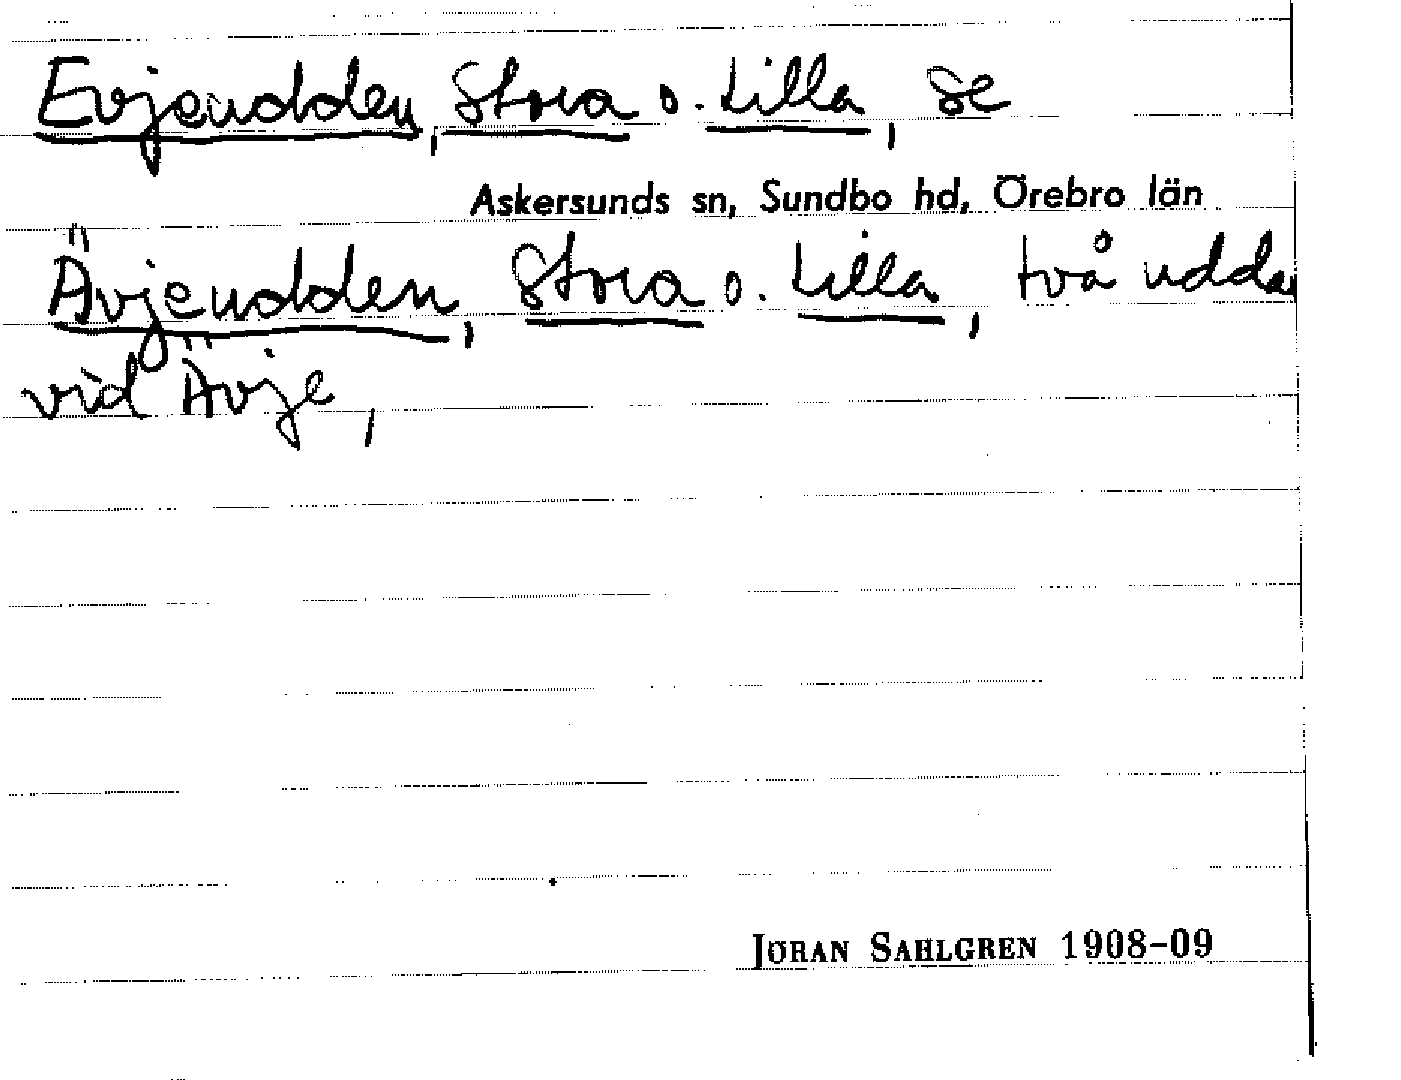 Evjeudden, Stora o. Lilla, se
Askersunds sn, Sundbo hd, Örebro län
Ävjeudden, Stora o. Lilla, två uddar
vid Ävje,
JÖRAN SAHLGREN 1908-09